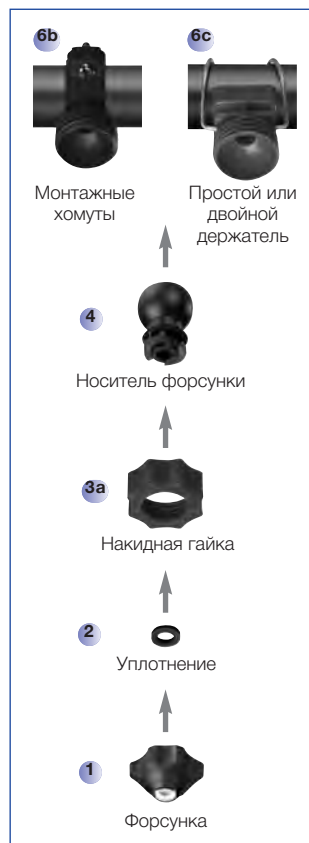 6b
6c
Монтажные
хомуты
Простой или
двойной
держатель
4
Носитель форсунки
3a
Накидная гайка
2
Уплотнение
1
Форсунка